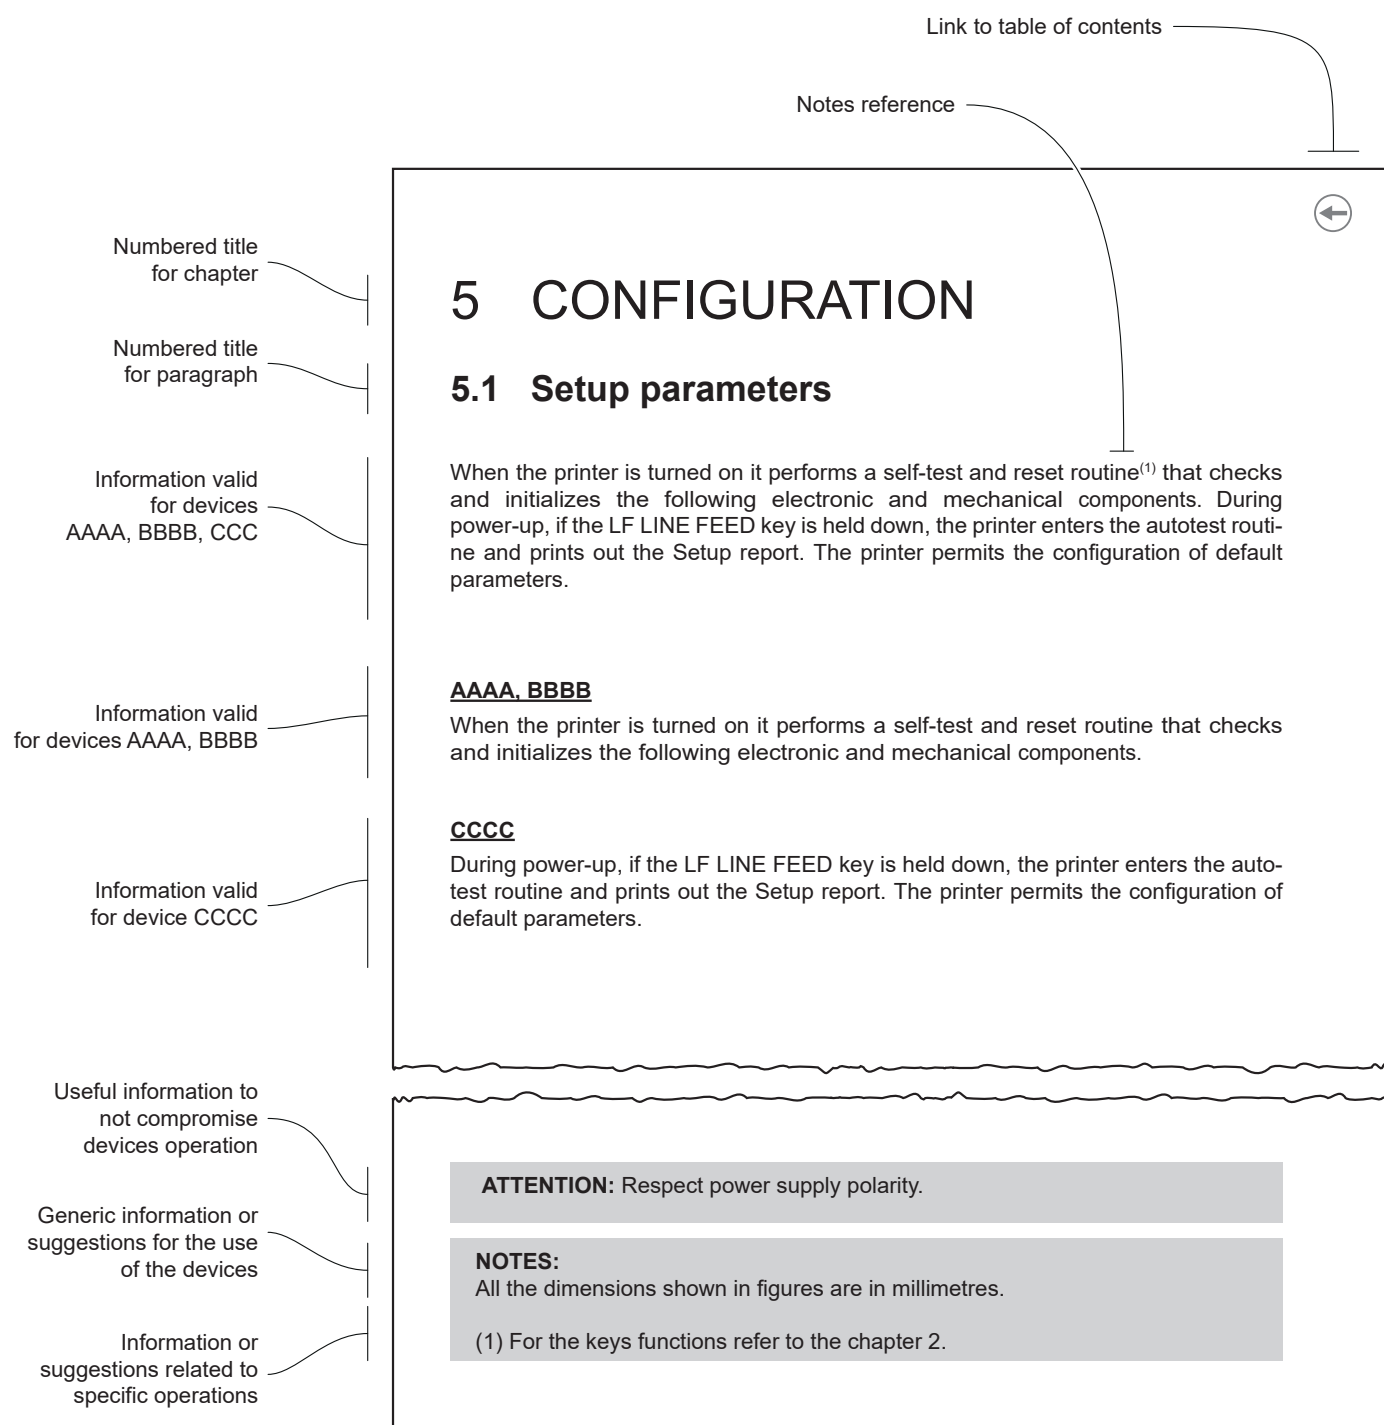 Link to table of contents
Notes reference
Numbered title
for chapter
5 CONFIGURATION
Numbered title
for paragraph
5.1 Setup parameters
Information valid
for devices
AAAA, BBBB, CCC
When the printer is turned on it performs a self-test and reset routine(1) that checks
and initializes the following electronic and mechanical components. During
power-up, if the LF LINE FEED key is held down, the printer enters the autotest routi-
ne and prints out the Setup report. The printer permits the configuration of default
parameters.
Information valid
for devices AAAA, BBBB
AAAA, BBBB
When the printer is turned on it performs a self-test and reset routine that checks
and initializes the following electronic and mechanical components.
Information valid
for device CCCC
CCCC
During power-up, if the LF LINE FEED key is held down, the printer enters the auto-
test routine and prints out the Setup report. The printer permits the configuration of
default parameters.
Useful information to
not compromise
devices operation
ATTENTION: Respect power supply polarity.
Generic information or
suggestions for the use
of the devices
NOTES:
All the dimensions shown in figures are in millimetres.
Information or
suggestions related to
specific operations
(1) For the keys functions refer to the chapter 2.